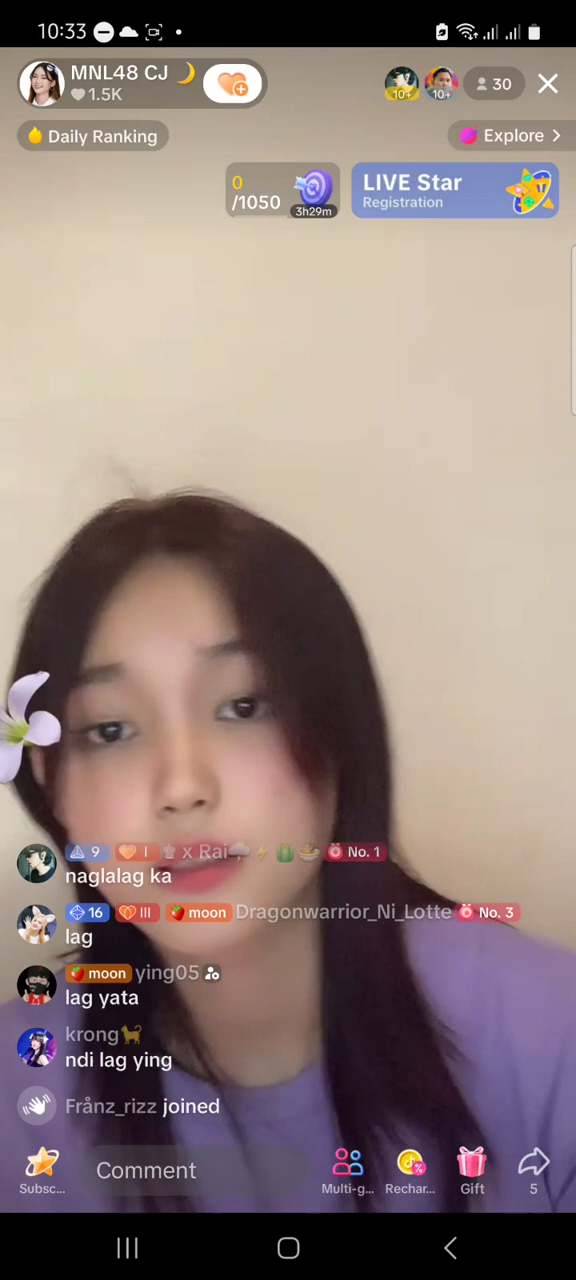 10:33
MNL48 CJ 🌙
1.5K
10+
10+
30
Daily Ranking
Explore
0
/1050
3h29m
LIVE Star
Registration
9
I
x Rai
No. 1
naglalag ka
16
III
moon
Dragonwarrior_Ni_Lotte
No. 3
lag
moon
ying05
lag yata
krong🐈
ndi lag ying
Frånz_rizz joined
Subsc...
Comment
Multi-g...
Rechar...
Gift
5